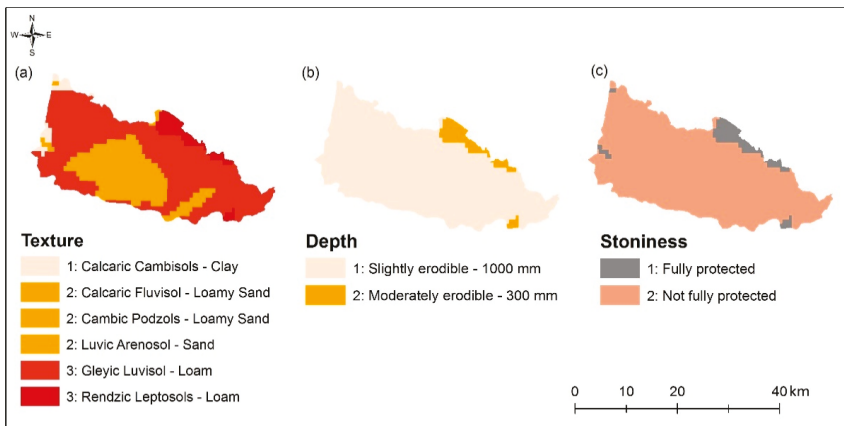 N
W E
S
(a)
(b)
(c)
Texture
1: Calcaric Cambisols - Clay
2: Calcaric Fluvisol - Loamy Sand
2: Cambic Podzols - Loamy Sand
2: Luvic Arenosol - Sand
3: Gleyic Luvisol - Loam
3: Rendzic Leptosols - Loam
Depth
1: Slightly erodible - 1000 mm
2: Moderately erodible - 300 mm
Stoniness
1: Fully protected
2: Not fully protected
0 10 20 40 km